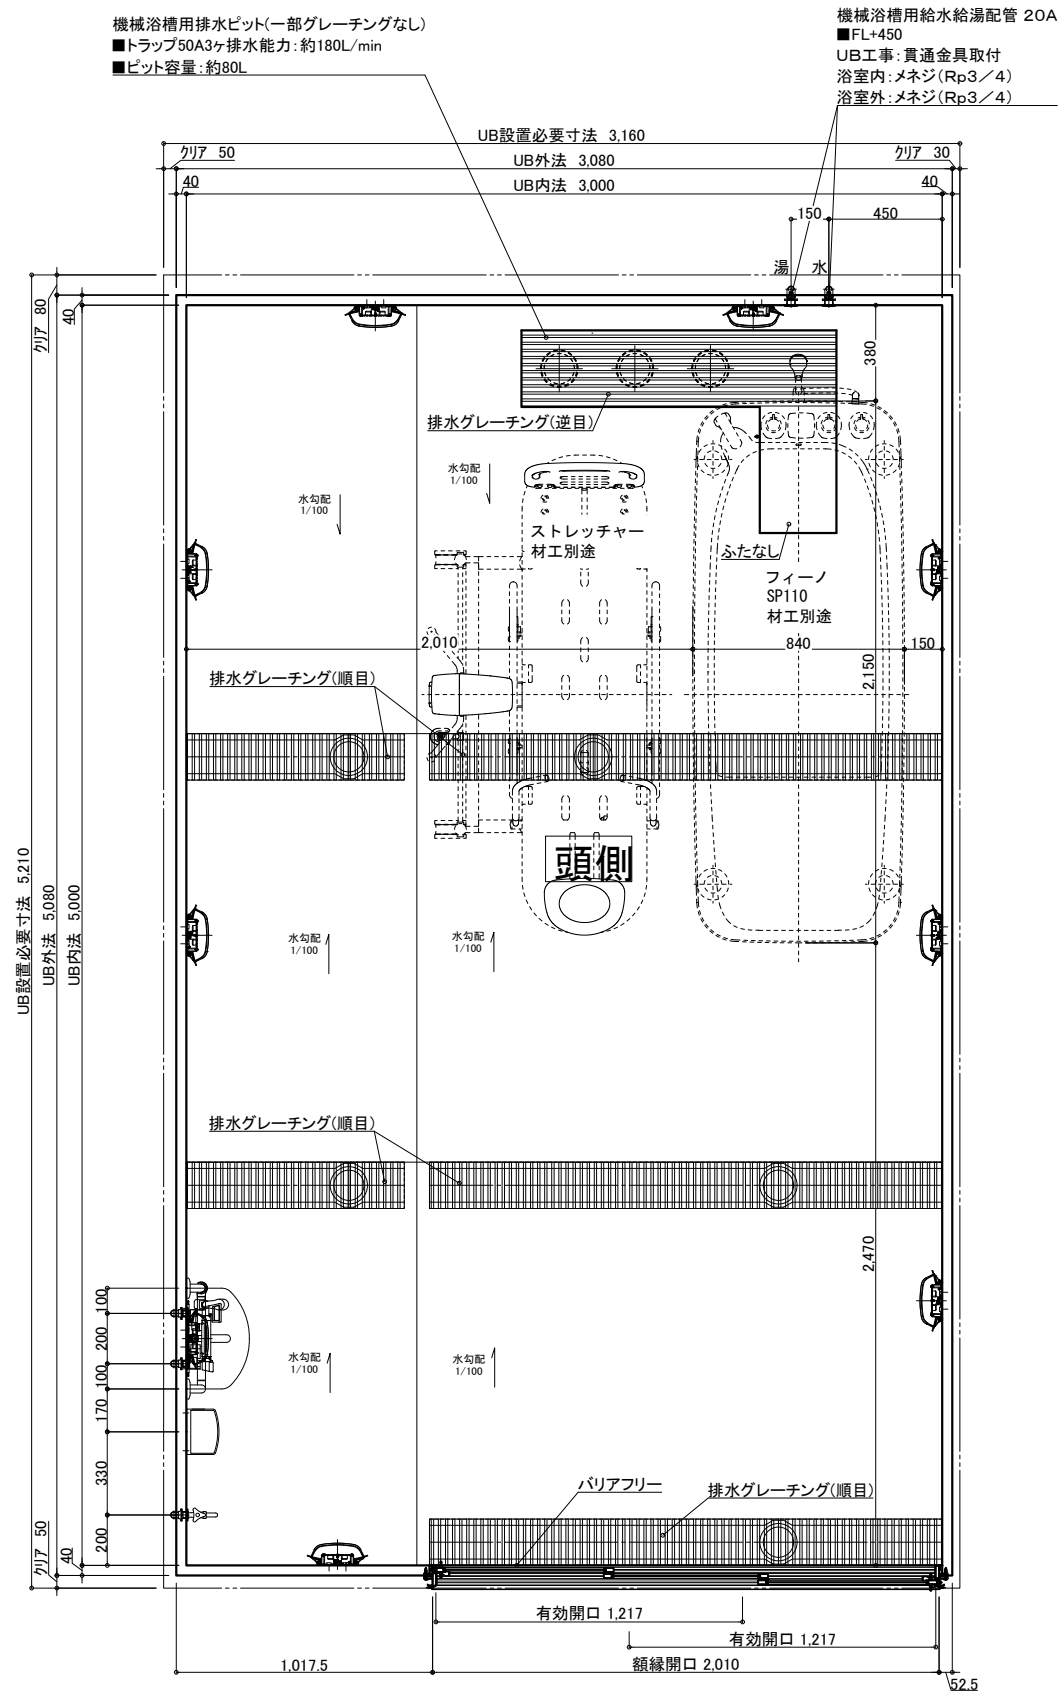 機械浴槽用排水ピット(一部グレーチングなし)
■トラップ50A3ヶ排水能力:約180L/min
■ピット容量:約80L
機械浴槽用給水給湯配管 20A
■FL+450
UB工事:貫通金具取付
浴室内:メネジ(Rp3/4)
浴室外:メネジ(Rp3/4)
UB設置必要寸法 3,160
クリア 50
UB外法 3,080
クリア 30
40
UB内法 3,000
40
150
450
湯 水
クリア 80
40
380
排水グレーチング(逆目)
水勾配
1/100
水勾配
1/100
ストレッチャー
材工別途
ふたなし
フィーノ
SP110
材工別途
2,010
840
150
2,150
排水グレーチング(順目)
頭側
UB設置必要寸法 5,210
UB外法 5,080
UB内法 5,000
水勾配
1/100
水勾配
1/100
排水グレーチング(順目)
2,470
100
200
100
170
330
200
水勾配
1/100
水勾配
1/100
バリアフリー
排水グレーチング(順目)
クリア 50
40
有効開口 1,217
有効開口 1,217
1,017.5
額縁開口 2,010
52.5